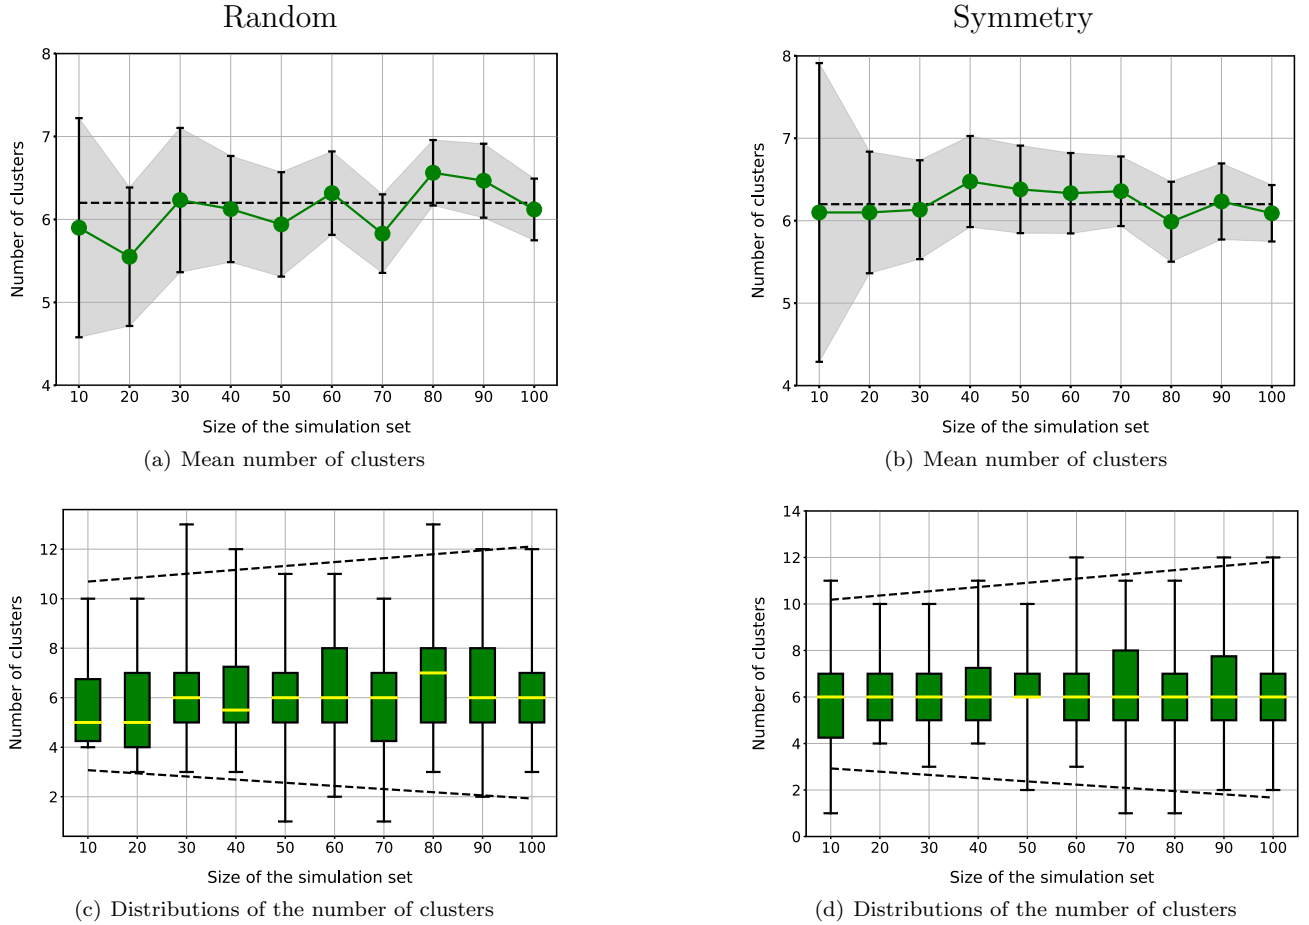 Random
Symmetry
8
7
6
5
4
Number of clusters
10 20 30 40 50 60 70 80 90 100
Size of the simulation set
(a) Mean number of clusters
8
7
6
5
4
Number of clusters
10 20 30 40 50 60 70 80 90 100
Size of the simulation set
(b) Mean number of clusters
12
10
8
6
4
2
Number of clusters
10 20 30 40 50 60 70 80 90 100
Size of the simulation set
(c) Distributions of the number of clusters
14
12
10
8
6
4
2
0
Number of clusters
10 20 30 40 50 60 70 80 90 100
Size of the simulation set
(d) Distributions of the number of clusters